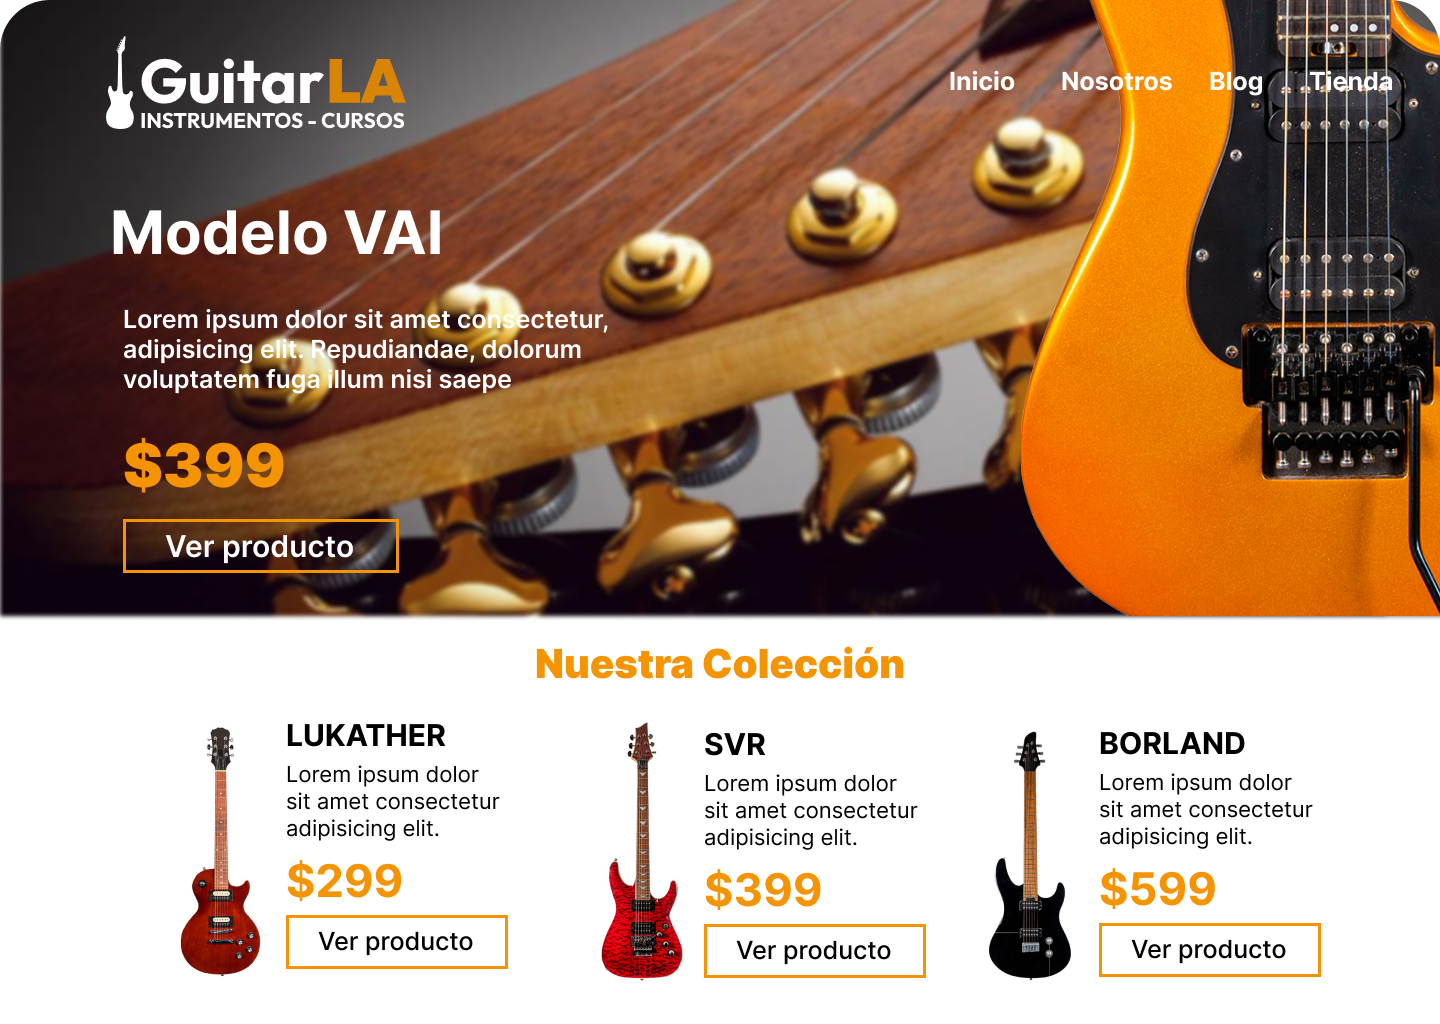 GuitarLA
INSTRUMENTOS - CURSOS
Inicio Nosotros Blog Tienda
Modelo VAI
Lorem ipsum dolor sit amet consectetur,
adipisicing elit. Repudiandae, dolorum
voluptatem fuga illum nisi saepe
$399
Ver producto
Nuestra Colección
LUKATHER
Lorem ipsum dolor
sit amet consectetur
adipisicing elit.
$299
Ver producto
SVR
Lorem ipsum dolor
sit amet consectetur
adipisicing elit.
$399
Ver producto
BORLAND
Lorem ipsum dolor
sit amet consectetur
adipisicing elit.
$599
Ver producto